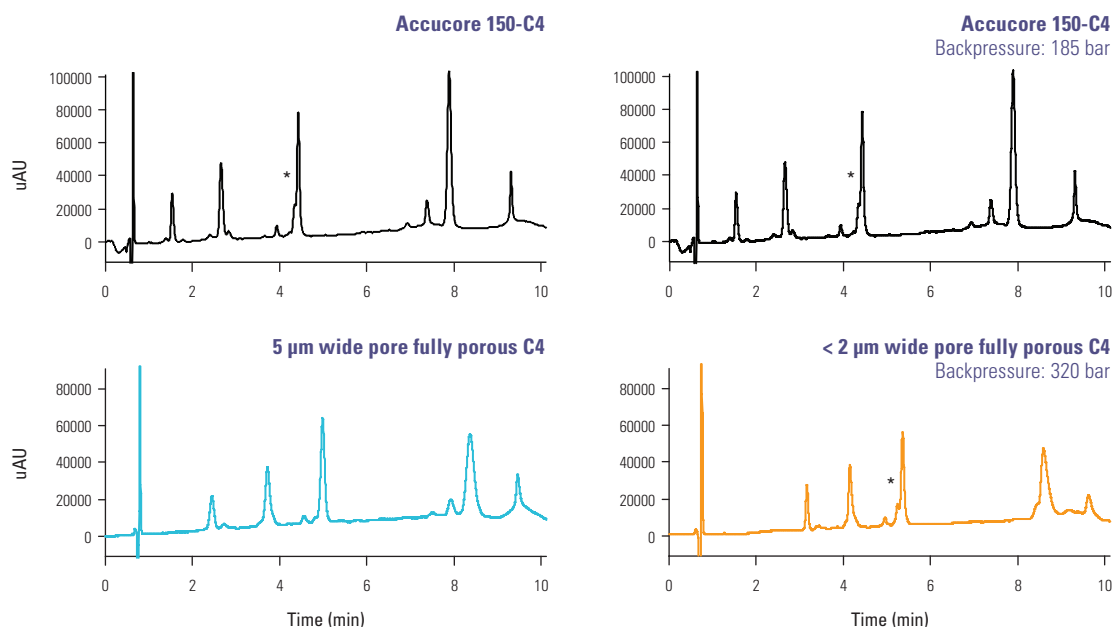 Accucore 150-C4
uAU
100000
80000
60000
40000
20000
0
*
0 2 4 6 8 10
Accucore 150-C4
Backpressure: 185 bar
100000
80000
60000
40000
20000
0
*
0 2 4 6 8 10
5 µm wide pore fully porous C4
uAU
80000
60000
40000
20000
0
0 2 4 6 8 10
Time (min)
< 2 µm wide pore fully porous C4
Backpressure: 320 bar
80000
60000
40000
20000
0
*
0 2 4 6 8 10
Time (min)